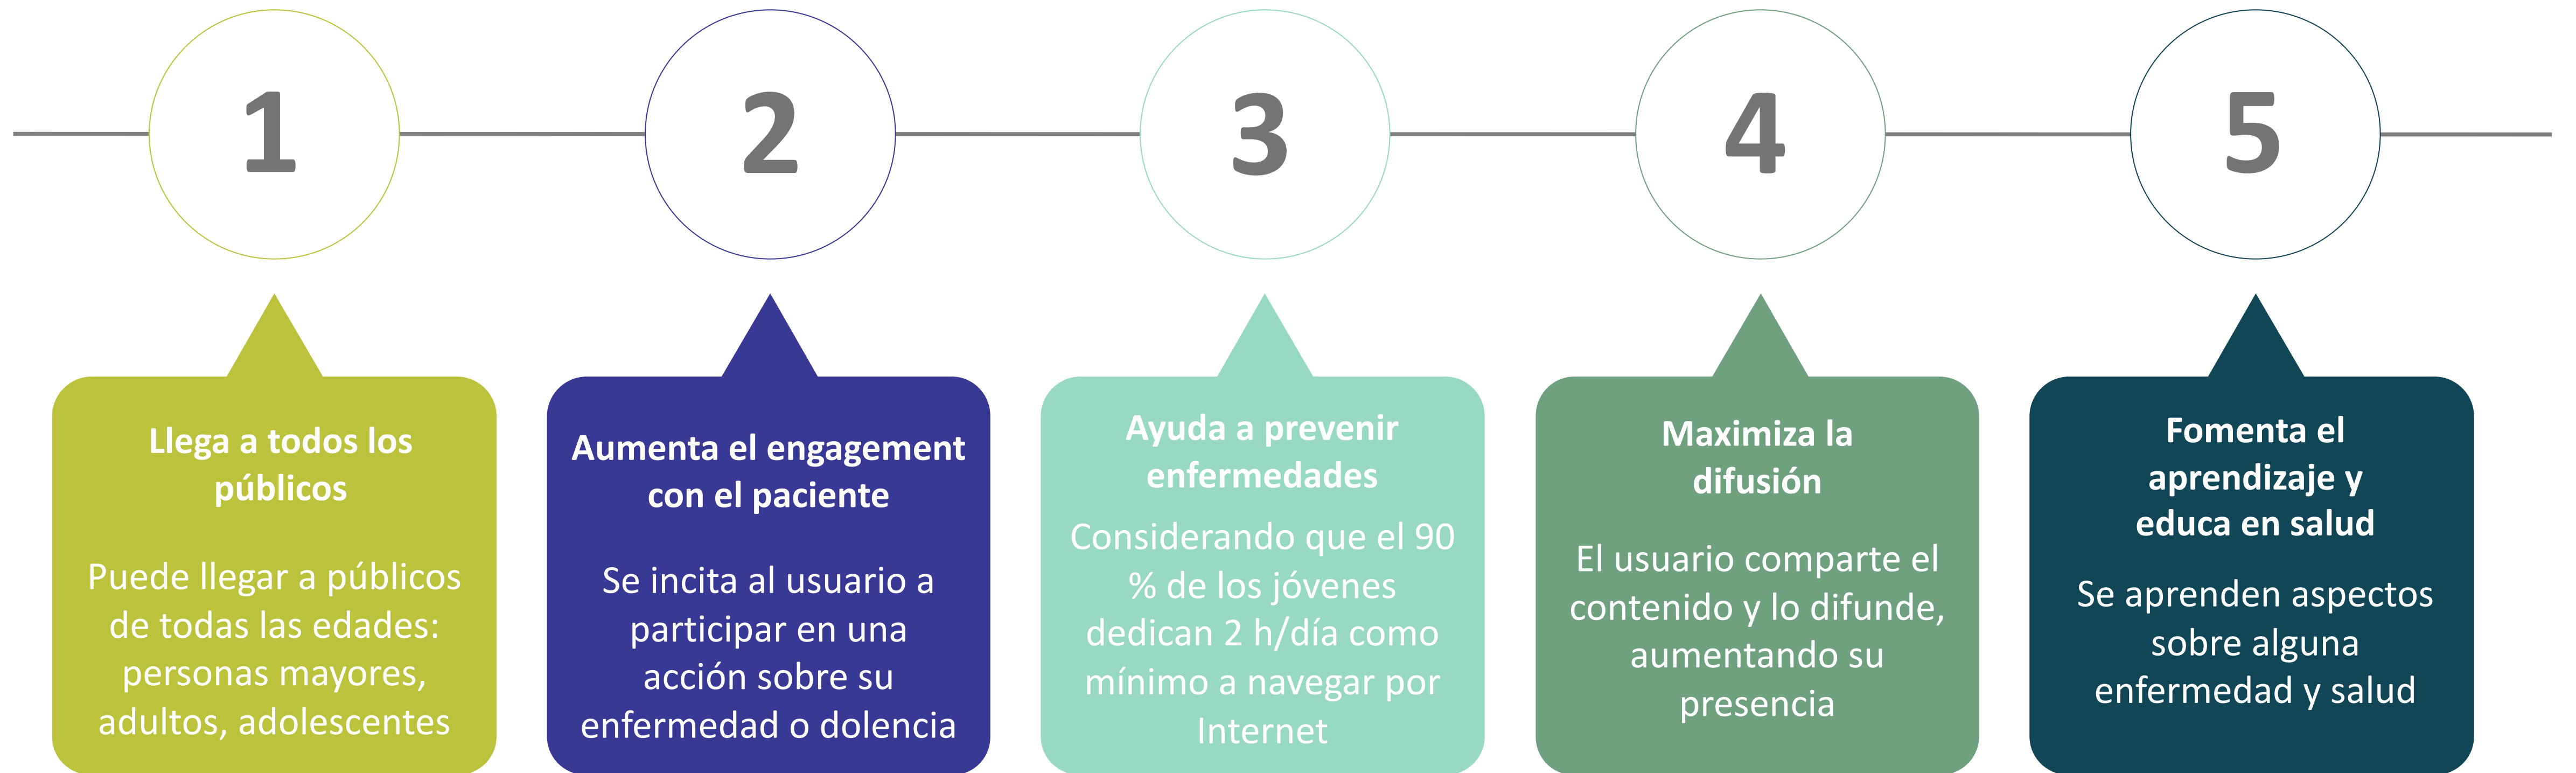 1
2
3
4
5
Llega a todos los
públicos
Puede llegar a públicos
de todas las edades:
personas mayores,
adultos, adolescentes
Aumenta el engagement
con el paciente
Se incita al usuario a
participar en una
acción sobre su
enfermedad o dolencia
Ayuda a prevenir
enfermedades
Considerando que el 90
% de los jóvenes
dedican 2 h/día como
mínimo a navegar por
Internet
Maximiza la
difusión
El usuario comparte el
contenido y lo difunde,
aumentando su
presencia
Fomenta el
aprendizaje y
educa en salud
Se aprenden aspectos
sobre alguna
enfermedad y salud